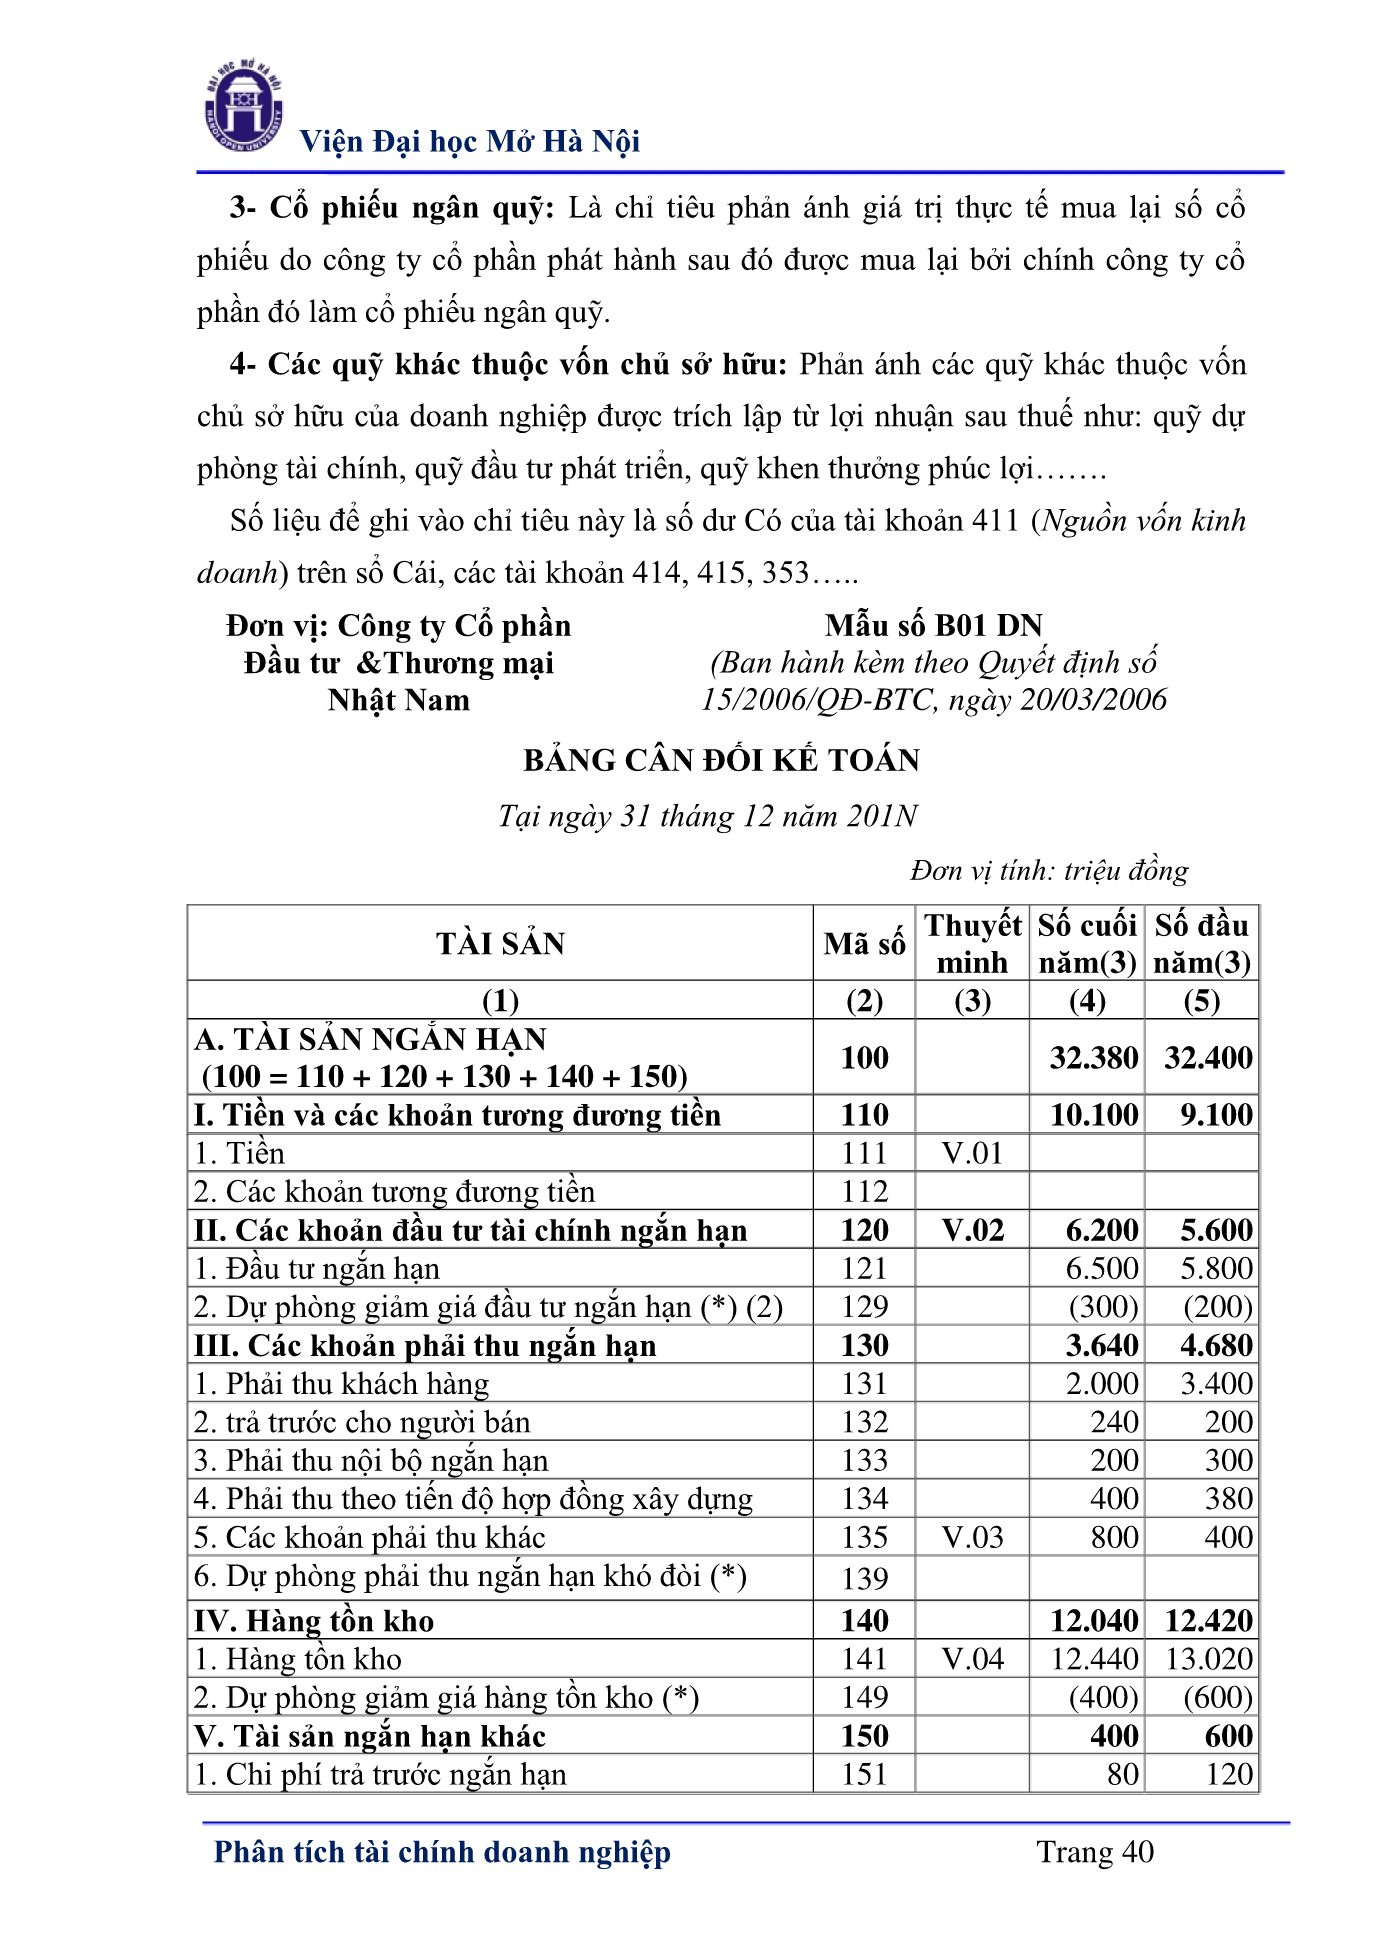 ĐẠI HỌC MỞ HÀ NỘI
HANOI OPEN UNIVERSITY
Viện Đại học Mở Hà Nội
3- Cổ phiếu ngân quỹ: Là chỉ tiêu phản ánh giá trị thực tế mua lại số cổ
phiếu do công ty cổ phần phát hành sau đó được mua lại bởi chính công ty cổ
phần đó làm cổ phiếu ngân quỹ.
4- Các quỹ khác thuộc vốn chủ sở hữu: Phản ánh các quỹ khác thuộc vốn
chủ sở hữu của doanh nghiệp được trích lập từ lợi nhuận sau thuế như: quỹ dự
phòng tài chính, quỹ đầu tư phát triển, quỹ khen thưởng phúc lợi…….
Số liệu để ghi vào chỉ tiêu này là số dư Có của tài khoản 411 (Nguồn vốn kinh
doanh) trên sổ Cái, các tài khoản 414, 415, 353…..
Đơn vị: Công ty Cổ phần
Đầu tư &Thương mại
Nhật Nam
Mẫu số B01 DN
(Ban hành kèm theo Quyết định số
15/2006/QĐ-BTC, ngày 20/03/2006
BẢNG CÂN ĐỐI KẾ TOÁN
Tại ngày 31 tháng 12 năm 201N
Đơn vị tính: triệu đồng
TÀI SẢN Mã số Thuyết minh Số cuối năm(3) Số đầu năm(3)
(1) (2) (3) (4) (5)
A. TÀI SẢN NGẮN HẠN
(100 = 110 + 120 + 130 + 140 + 150) 100 32.380 32.400
I. Tiền và các khoản tương đương tiền 110 10.100 9.100
1. Tiền 111 V.01
2. Các khoản tương đương tiền 112
II. Các khoản đầu tư tài chính ngắn hạn 120 V.02 6.200 5.600
1. Đầu tư ngắn hạn 121 6.500 5.800
2. Dự phòng giảm giá đầu tư ngắn hạn (*) (2) 129 (300) (200)
III. Các khoản phải thu ngắn hạn 130 3.640 4.680
1. Phải thu khách hàng 131 2.000 3.400
2. trả trước cho người bán 132 240 200
3. Phải thu nội bộ ngắn hạn 133 200 300
4. Phải thu theo tiến độ hợp đồng xây dựng 134 400 380
5. Các khoản phải thu khác 135 V.03 800 400
6. Dự phòng phải thu ngắn hạn khó đòi (*) 139
IV. Hàng tồn kho 140 12.040 12.420
1. Hàng tồn kho 141 V.04 12.440 13.020
2. Dự phòng giảm giá hàng tồn kho (*) 149 (400) (600)
V. Tài sản ngắn hạn khác 150 400 600
1. Chi phí trả trước ngắn hạn 151 80 120
Phân tích tài chính doanh nghiệp Trang 40